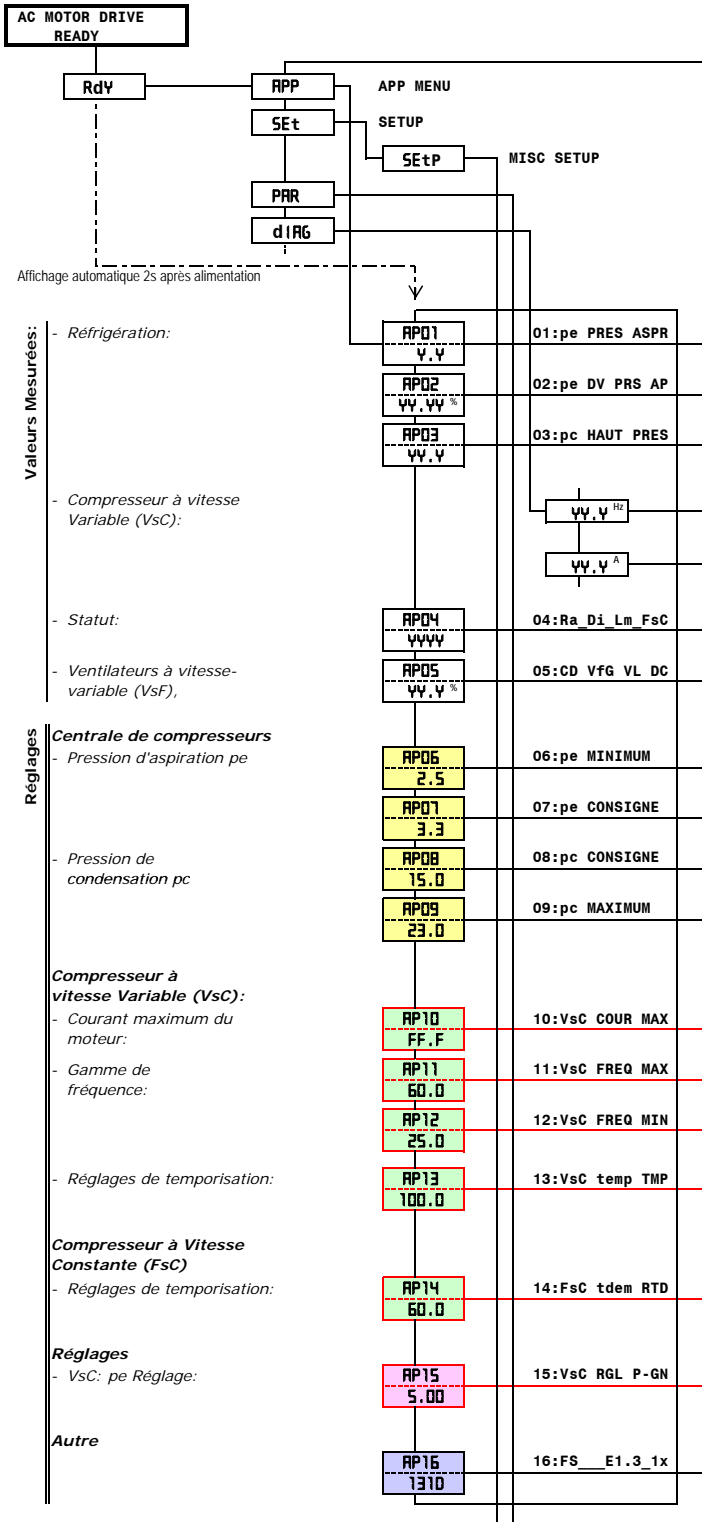 AC MOTOR DRIVE
READY
RdY
APP
APP MENU
SEt
SETUP
SEtP
MISC SETUP
PAR
dIAG
Affichage automatique 2s après alimentation
Valeurs Mesurées:
- Réfrigération:
AP01
Y.Y
01:pe PRES ASPR
AP02
YY.YY %
02:pe DV PRS AP
AP03
YY.Y
03:pc HAUT PRES
- Compresseur à vitesse
Variable (VsC):
YY.Y Hz
YY.Y A
- Statut:
AP04
YYYY
04:Ra_Di_Lm_FsC
- Ventilateurs à vitesse-
variable (VsF),
AP05
YY.Y %
05:CD VfG VL DC
Réglages
Centrale de compresseurs
- Pression d'aspiration pe
AP06
2.5
06:pe MINIMUM
AP07
3.3
07:pe CONSIGNE
- Pression de
condensation pc
AP08
15.0
08:pc CONSIGNE
AP09
23.0
09:pc MAXIMUM
Compresseur à
vitesse Variable (VsC):
- Courant maximum du
moteur:
AP10
FF.F
10:VsC COUR MAX
- Gamme de
fréquence:
AP11
60.0
11:VsC FREQ MAX
AP12
25.0
12:VsC FREQ MIN
- Réglages de temporisation:
AP13
100.0
13:VsC temp TMP
Compresseur à Vitesse
Constante (FsC)
- Réglages de temporisation:
AP14
60.0
14:FsC tdem RTD
Réglages
- VsC: pe Réglage:
AP15
5.00
15:VsC RGL P-GN
Autre
AP16
131D
16:FS___E1.3_1x